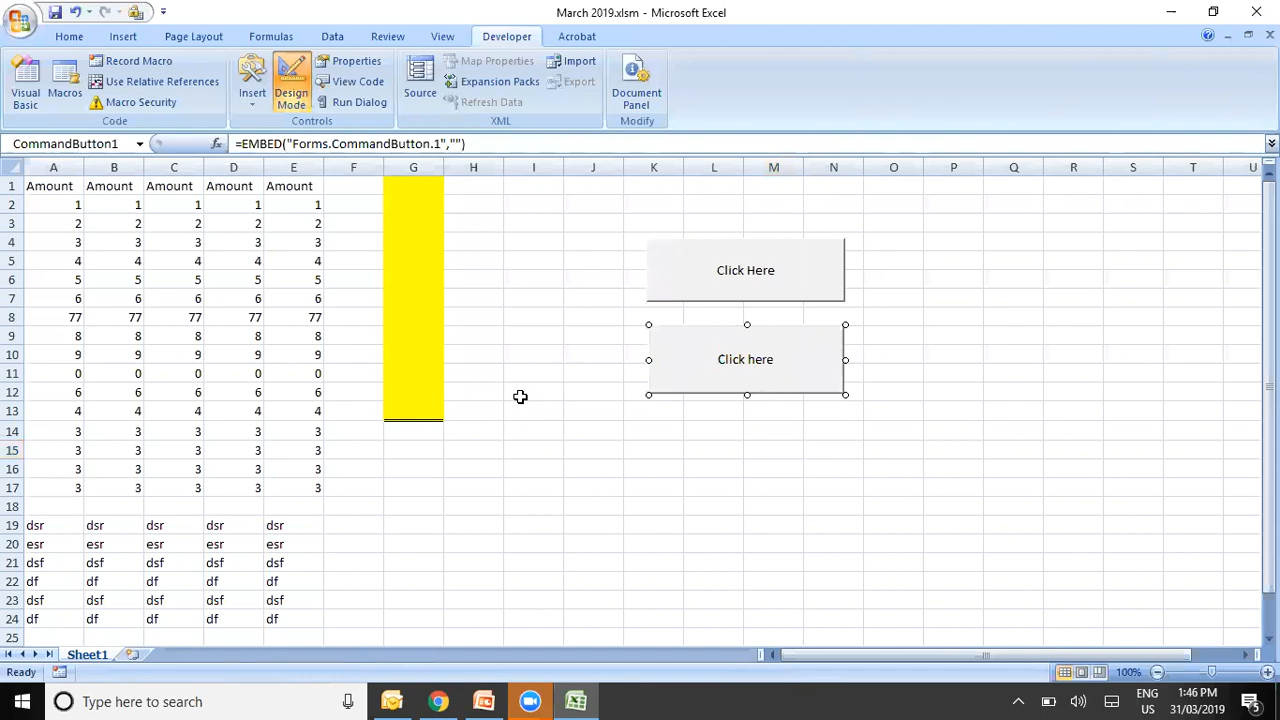 March 2019.xlsm - Microsoft Excel
Home Insert Page Layout Formulas Data Review View Developer Acrobat
Visual Basic
Macros
Record Macro
Use Relative References
Macro Security
Code
Insert
Design Mode
Properties
View Code
Run Dialog
Controls
Source
Map Properties
Expansion Packs
Refresh Data
Import
Export
XML
Document Panel
Modify
CommandButton1 fx =EMBED("Forms.CommandButton.1","")
A B C D E F G H I J K L M N O P Q R S T U
1 Amount Amount Amount Amount Amount
2 1 1 1 1 1
3 2 2 2 2 2
4 3 3 3 3 3
5 4 4 4 4 4
6 5 5 5 5 5
7 6 6 6 6 6
8 77 77 77 77 77
9 8 8 8 8 8
10 9 9 9 9 9
11 0 0 0 0 0
12 6 6 6 6 6
13 4 4 4 4 4
14 3 3 3 3 3
15 3 3 3 3 3
16 3 3 3 3 3
17 3 3 3 3 3
18
19 dsr dsr dsr dsr dsr
20 esr esr esr esr esr
21 dsf dsf dsf dsf dsf
22 df df df df df
23 dsf dsf dsf dsf dsf
24 df df df df df
25
Click Here
Click here
Sheet1
Ready 100%
Type here to search
ENG
US
1:46 PM
31/03/2019
5